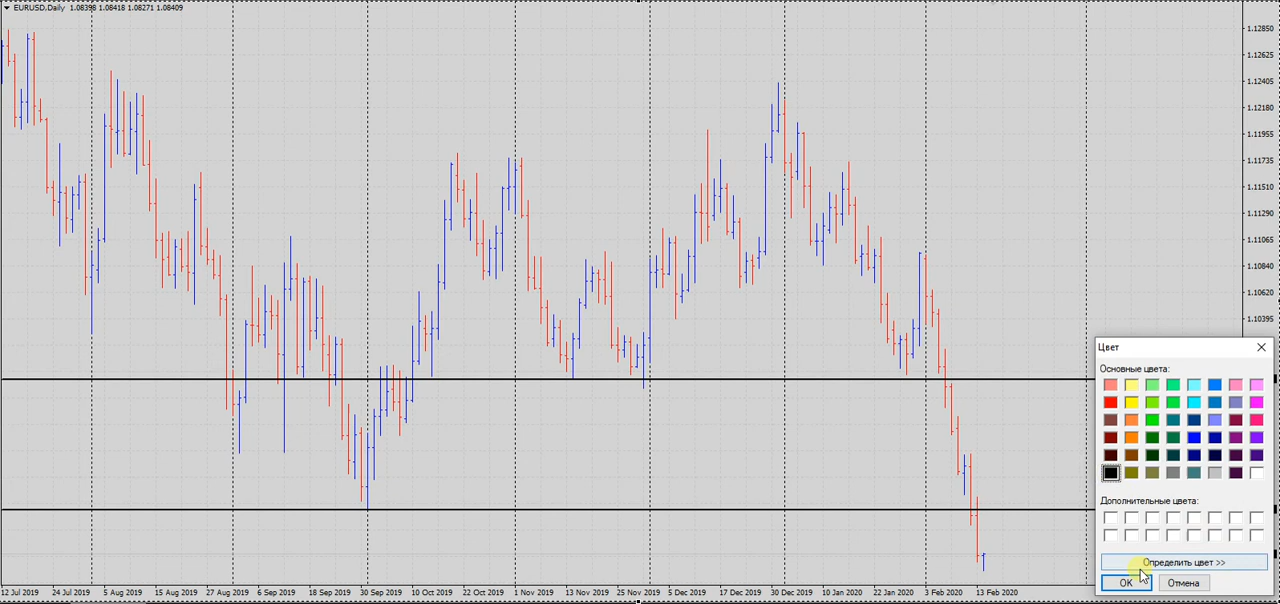 EURUSD,Daily 1.08398 1.08418 1.08271 1.08409
1.12850
1.12625
1.12405
1.12180
1.11955
1.11735
1.11510
1.11290
1.11065
1.10840
1.10620
1.10395
Цвет
Основные цвета:
Дополнительные цвета:
Определить цвет >>
OK Отмена
12 Jul 2019 24 Jul 2019 5 Aug 2019 15 Aug 2019 27 Aug 2019 6 Sep 2019 18 Sep 2019 30 Sep 2019 10 Oct 2019 22 Oct 2019 1 Nov 2019 13 Nov 2019 25 Nov 2019 5 Dec 2019 17 Dec 2019 30 Dec 2019 10 Jan 2020 22 Jan 2020 3 Feb 2020 13 Feb 2020